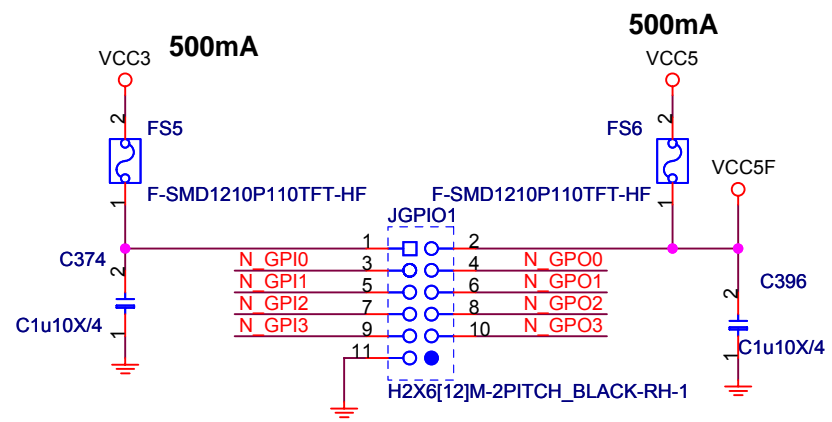 500mA
500mA
VCC3
VCC5
2
FS5
2
FS6
VCC5F
1
F-SMD1210P110TFT-HF
1
F-SMD1210P110TFT-HF
JGPIO1
1
2
C374
2
N_GPI0
3
4
N_GPO0
N_GPI1
5
6
N_GPO1
2
C396
N_GPI2
7
8
N_GPO2
C1u10X/4
1
N_GPI3
9
10
N_GPO3
1
C1u10X/4
11
H2X6[12]M-2PITCH_BLACK-RH-1